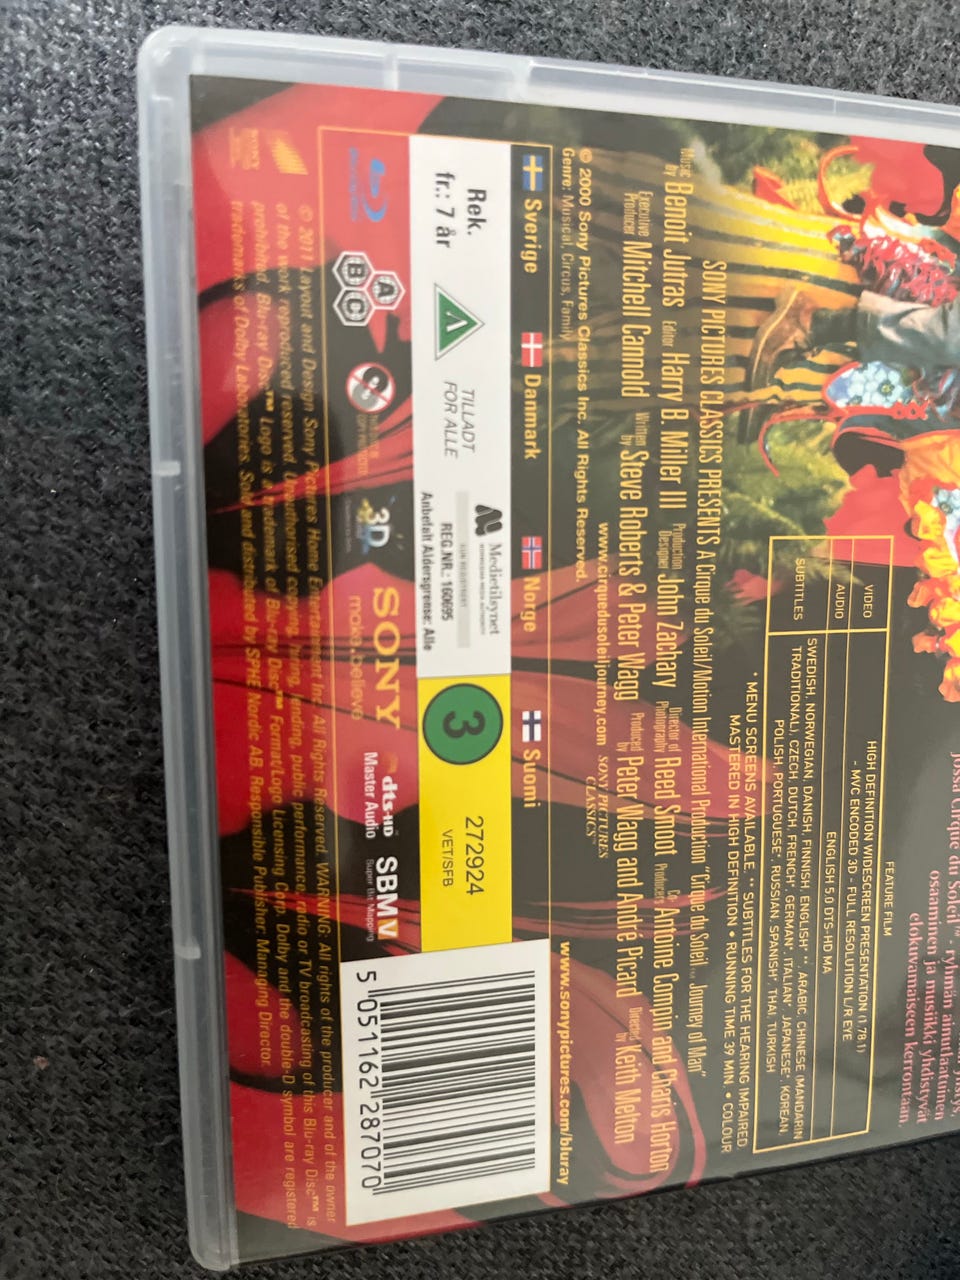 jossa Cirque du Soleil™ - ryhmän ainutlaatuinen
osaaminen ja musiikki yhdistyvät
elokuvamaiseen kerrontaan.
FEATURE FILM
VIDEO HIGH DEFINITION WIDESCREEN PRESENTATION (1.78:1)
- MVC ENCODED 3D - FULL RESOLUTION L/R EYE
AUDIO ENGLISH 5.0 DTS-HD MA
SUBTITLES SWEDISH, NORWEGIAN, DANISH, FINNISH, ENGLISH**, ARABIC, CHINESE (MANDARIN
TRADITIONAL), CZECH, DUTCH, FRENCH*, GERMAN*, ITALIAN*, JAPANESE*, KOREAN,
POLISH, PORTUGUESE*, RUSSIAN, SPANISH*, THAI, TURKISH
* MENU SCREENS AVAILABLE. ** SUBTITLES FOR THE HEARING IMPAIRED.
MASTERED IN HIGH DEFINITION • RUNNING TIME 39 MIN. • COLOUR
SONY PICTURES CLASSICS PRESENTS A Cirque du Soleil/Motion International Production "Cirque du Soleil Journey of Man"
Music by Benoit Jutras Editor Harry B. Miller III Production Designer John Zachary Director of Photography Reed Smoot Co Producers Antoine Compin and Charis Horton
Executive Producer Mitchell Cannold Written by Steve Roberts & Peter Wagg Produced by Peter Wagg and André Picard Directed by Keith Melton
www.cirquedusoleiljourney.com SONY PICTURES CLASSICS™
© 2000 Sony Pictures Classics Inc. All Rights Reserved.
Genre: Musical, Circus, Family
www.sonypictures.com/bluray
Sverige Danmark Norge Suomi
Rek.
fr.: 7 år
A
TILLADT
FOR ALLE
Medietilsynet
NORWEGIAN MEDIA AUTHORITY
REG.NR.: 160695
Anbefalt Aldersgrense: Alle
3
272924
VET/SFB
5 051162 287070
A B C
3D
SONY
make.believe
dts-HD
Master Audio
SBMV
Super Bit Mapping
© 2011 Layout and Design Sony Pictures Home Entertainment Inc. All Rights Reserved. WARNING: All rights of the producer and of the owner
of the work reproduced reserved. Unauthorised copying, hiring, lending, public performance, radio or TV broadcasting of this Blu-ray Disc™ is
prohibited. Blu-ray Disc™ Logo is a trademark of Blu-ray Disc™ Format/Logo Licensing Corp. Dolby and the double-D symbol are registered
trademarks of Dolby Laboratories. Sold and distributed by SPHE Nordic AB. Responsible Publisher: Managing Director.